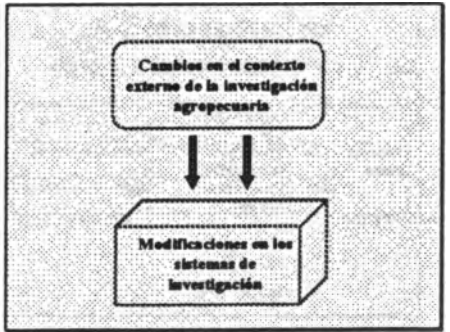 Cambios en el contexto
externo de la investigación
agropecuaria
Modificaciones en los
sistemas de
investigación